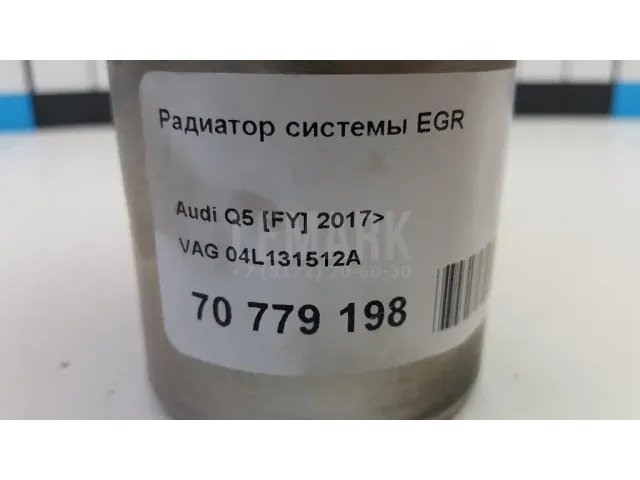 Радиатор системы EGR
Audi Q5 [FY] 2017>
VAG 04L131512A
70 779 198